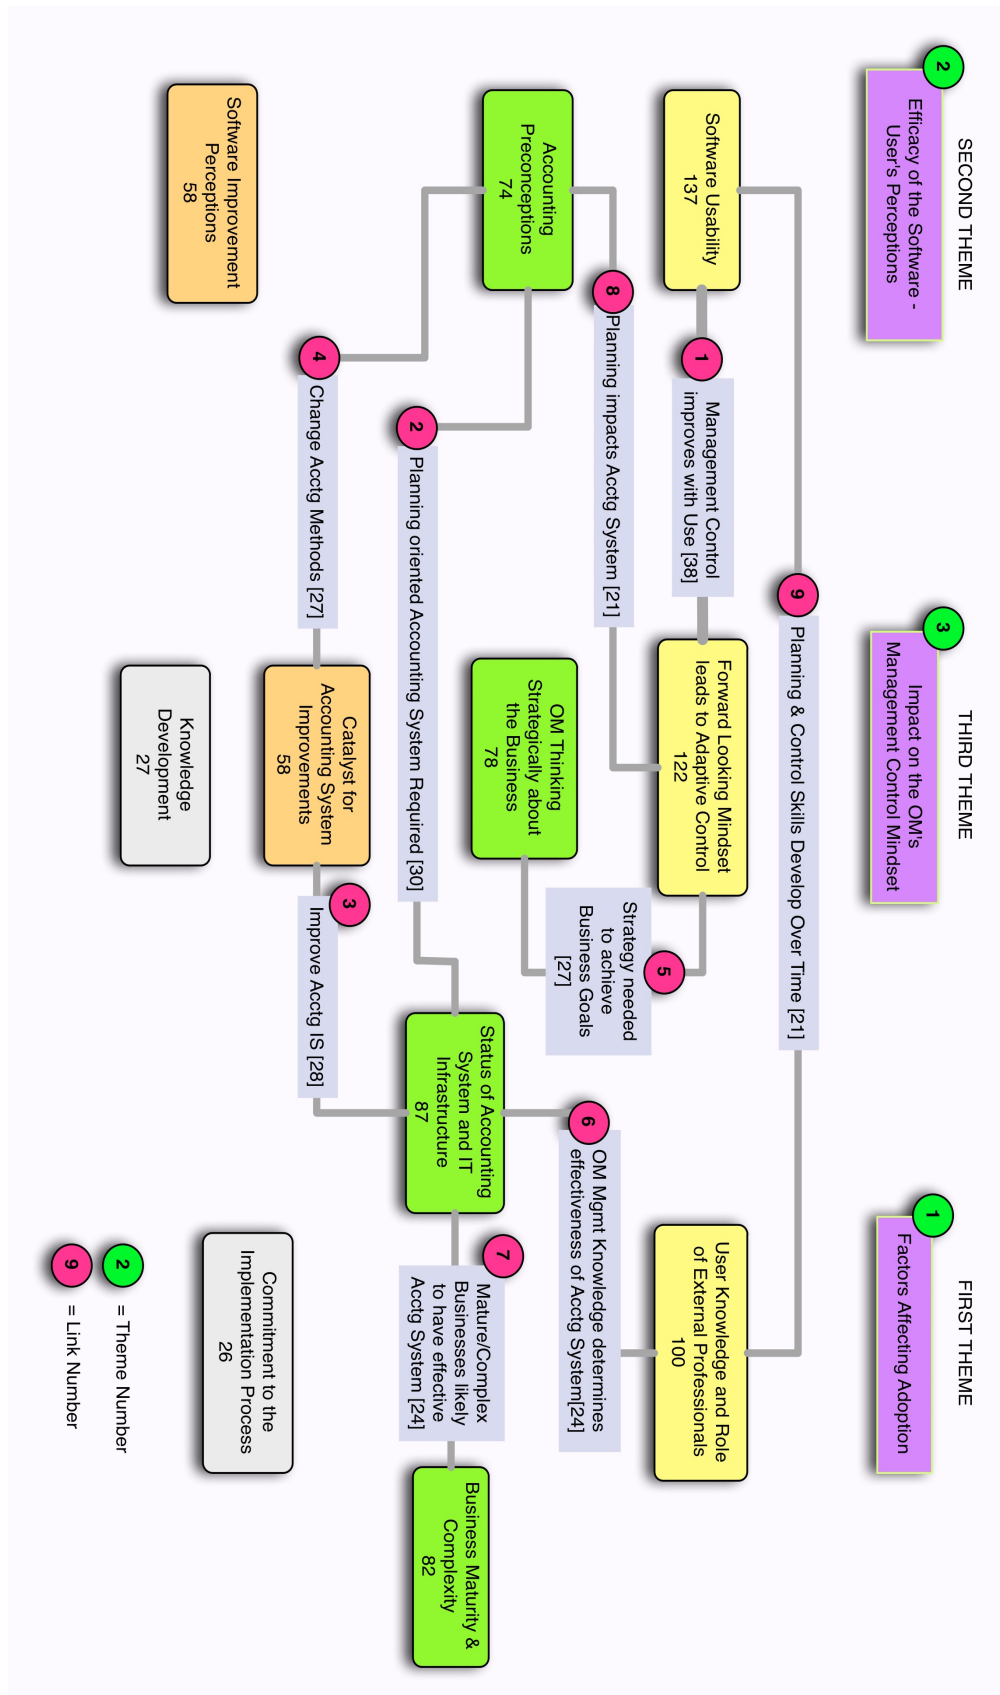 SECOND THEME
THIRD THEME
FIRST THEME
2
Efficacy of the Software -
User's Perceptions
3
Impact on the OM's
Management Control Mindset
1
Factors Affecting Adoption
9
Planning & Control Skills Develop Over Time [21]
Software Usability
137
1
Management Control
improves with Use [38]
Forward Looking Mindset
leads to Adaptive Control
122
User Knowledge and Role
of External Professionals
100
8
Planning impacts Acctg System [21]
5
Strategy needed
to achieve
Business Goals
[27]
6
OM Mgmt Knowledge determines
effectiveness of Acctg System[24]
Accounting
Preconceptions
74
OM Thinking
Strategically about
the Business
78
2
Planning oriented Accounting System Required [30]
Status of Accounting
System and IT
Infrastructure
87
7
Mature/Complex
Businesses likely
to have effective
Acctg System [24]
Business Maturity &
Complexity
82
4
Change Acctg Methods [27]
Catalyst for
Accounting System
Improvements
58
3
Improve Acctg IS [28]
Software Improvement
Perceptions
58
Knowledge
Development
27
Commitment to the
Implementation Process
26
2
= Theme Number
9
= Link Number